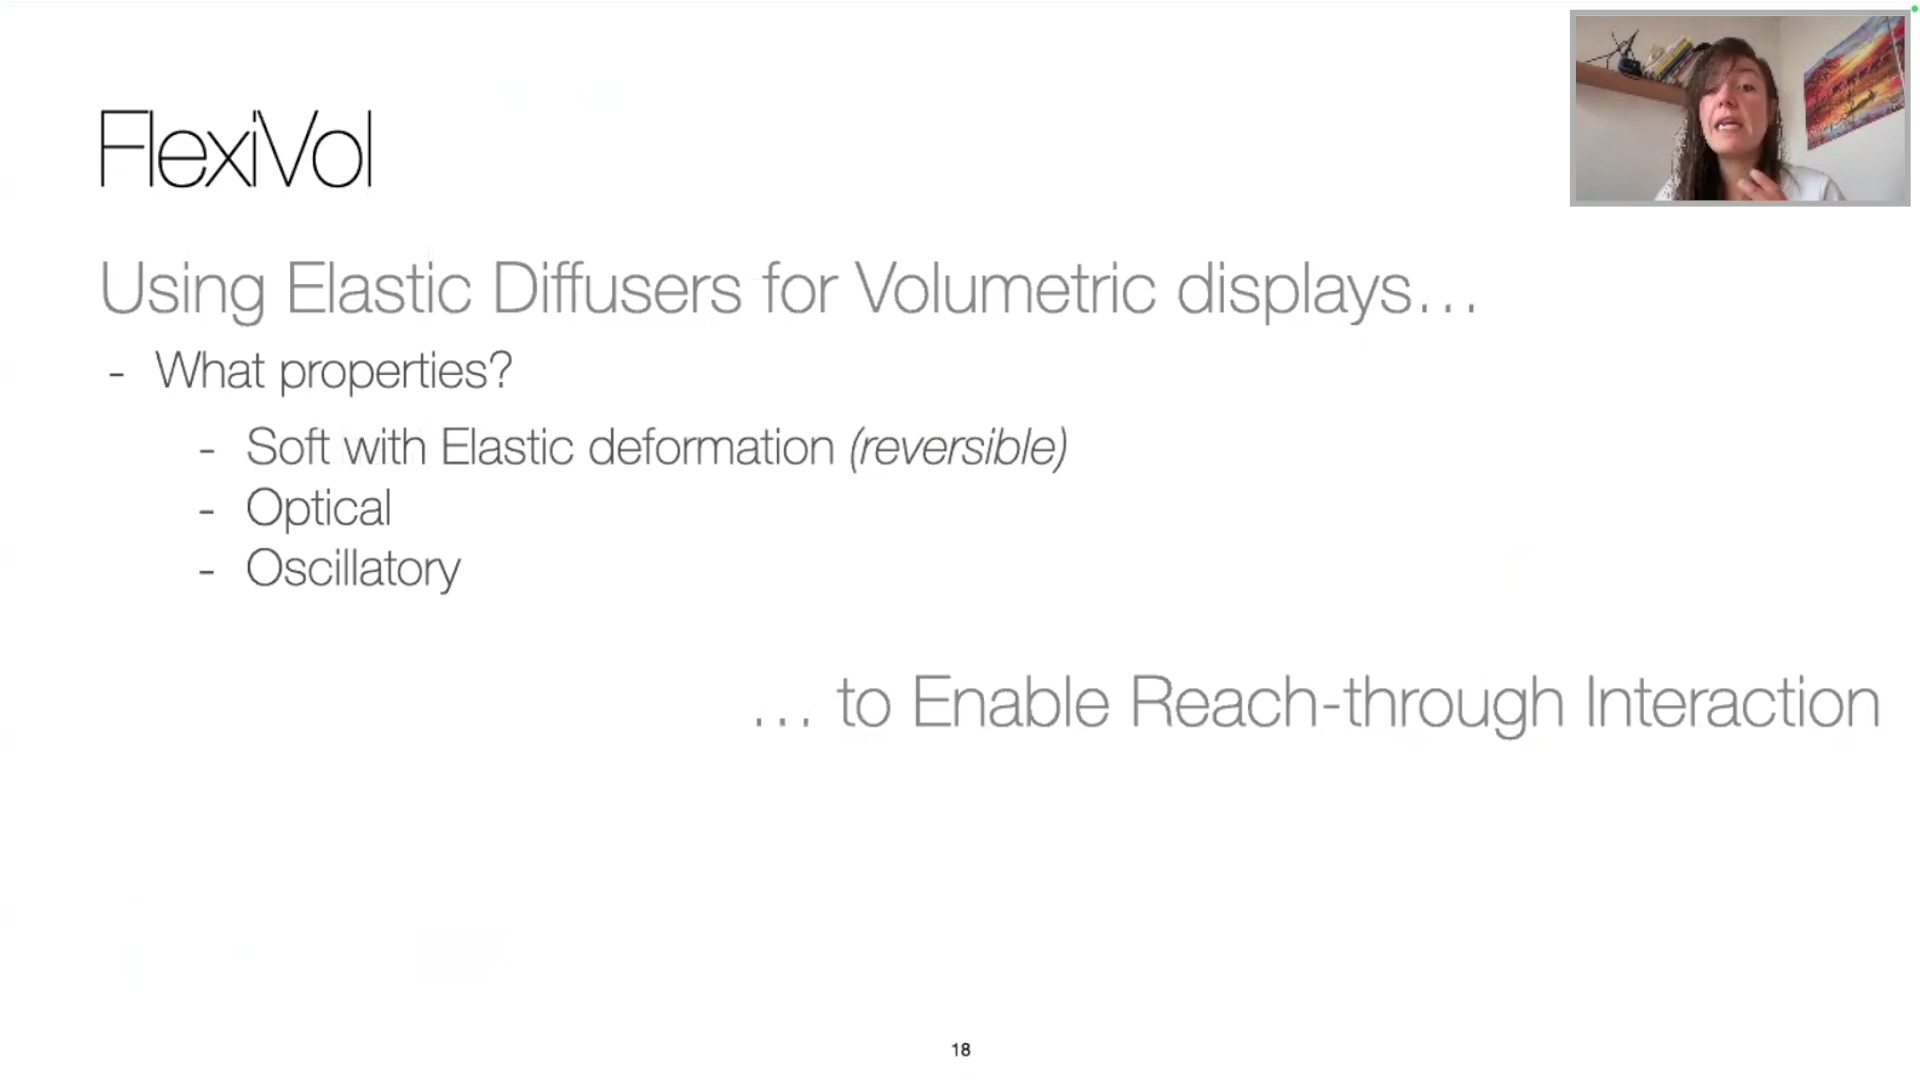 FlexiVol
Using Elastic Diffusers for Volumetric displays...
- What properties?
- Soft with Elastic deformation (reversible)
- Optical
- Oscillatory
... to Enable Reach-through Interaction
18